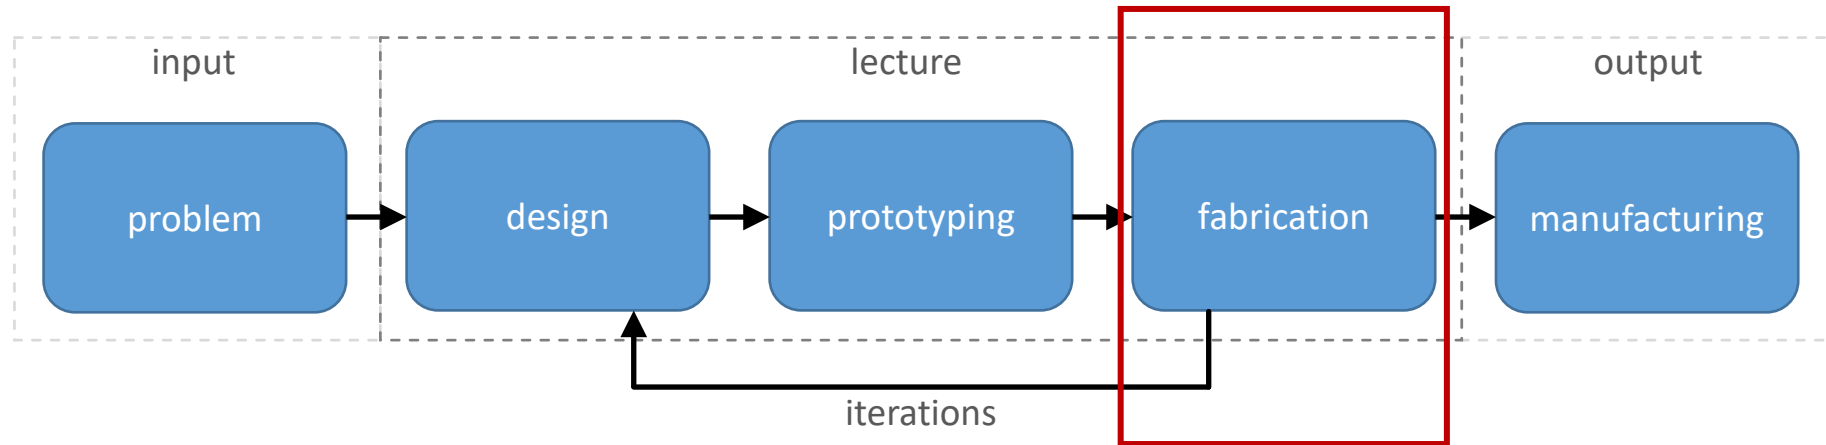 input
lecture
output
problem
design
prototyping
fabrication
manufacturing
iterations